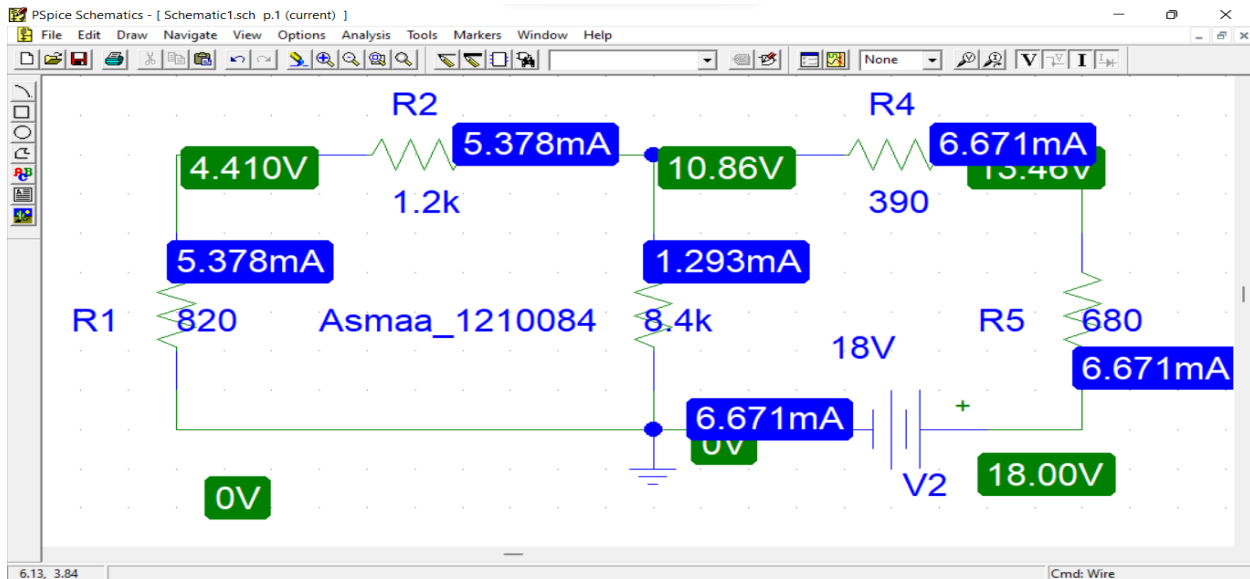 PSpice Schematics - [ Schematic1.sch p.1 (current) ]
File Edit Draw Navigate View Options Analysis Tools Markers Window Help
None V V I I
R2 R4
5.378mA 6.671mA
4.410V 10.86V 13.46V
1.2k 390
5.378mA 1.293mA
R1 820 Asmaa_1210084 8.4k R5 680
18V
6.671mA
6.671mA +
0V
18.00V
0V V2
6.13, 3.84 Cmd: Wire